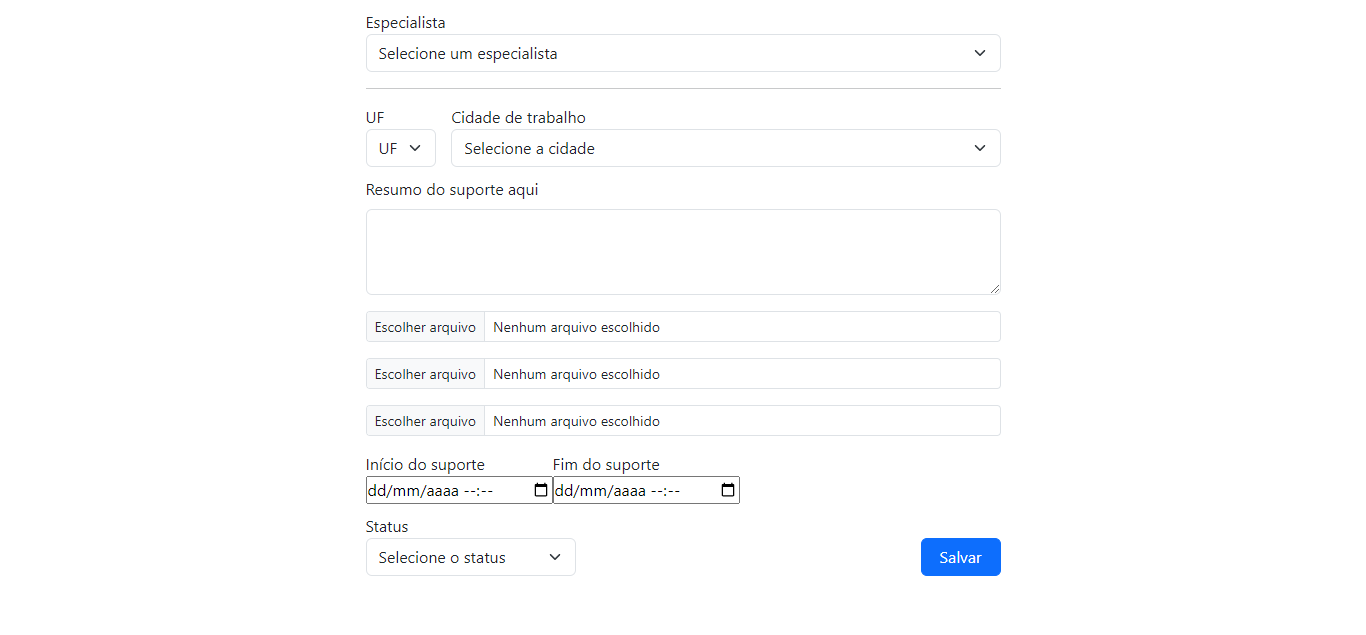 Especialista
Selecione um especialista
UF Cidade de trabalho
UF Selecione a cidade
Resumo do suporte aqui
Escolher arquivo Nenhum arquivo escolhido
Escolher arquivo Nenhum arquivo escolhido
Escolher arquivo Nenhum arquivo escolhido
Início do suporte Fim do suporte
dd/mm/aaaa --:-- dd/mm/aaaa --:--
Status
Selecione o status Salvar